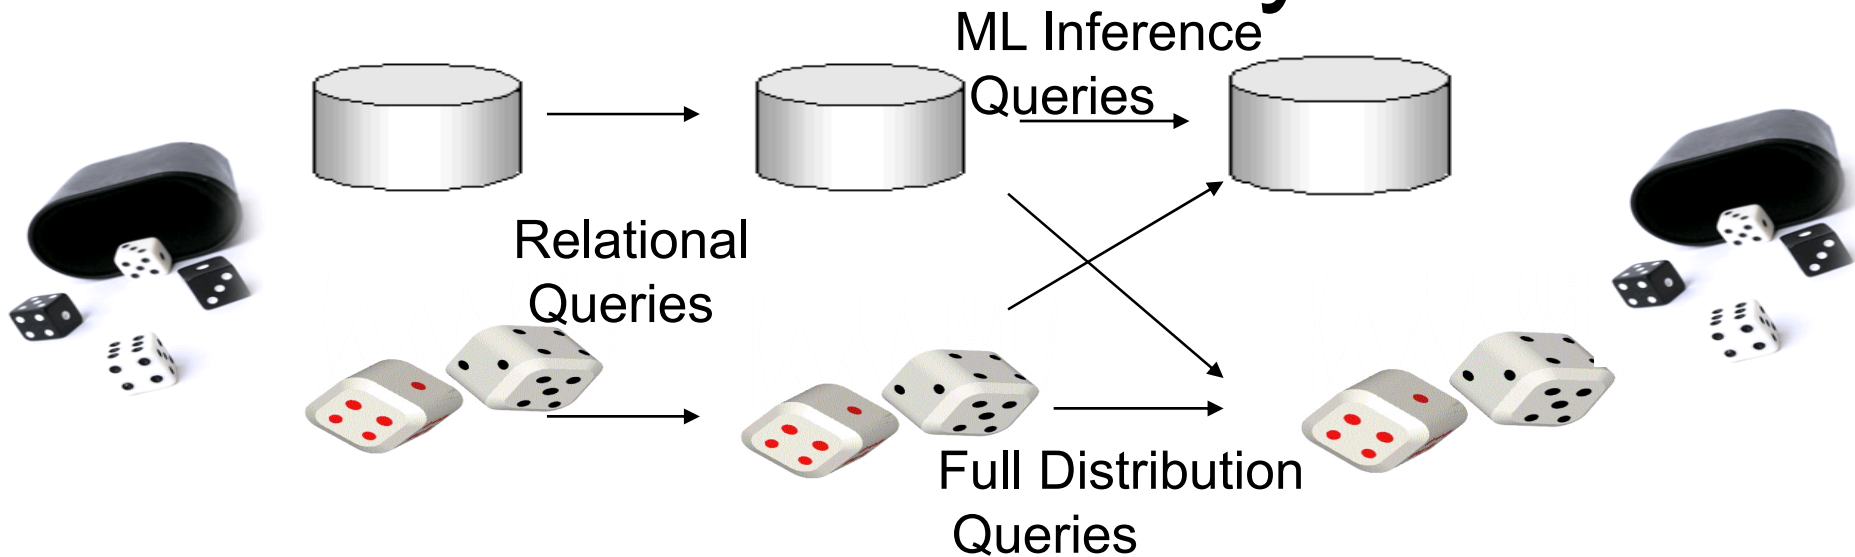 ML Inference
Queries
Relational
Queries
Full Distribution
Queries